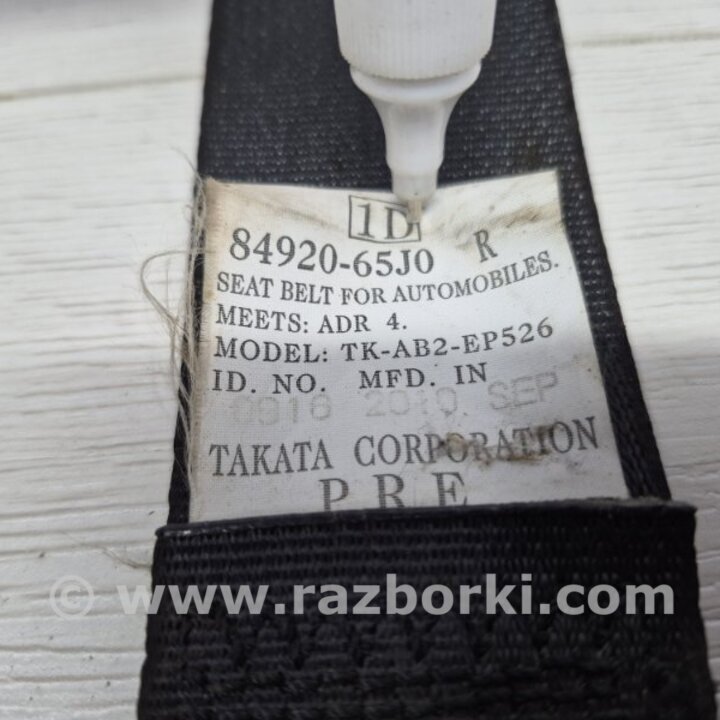 1D
84920-65J0 R
SEAT BELT FOR AUTOMOBILES.
MEETS: ADR 4.
MODEL: TK-AB2-EP526
ID. NO. MFD. IN
0016 2010 SEP
TAKATA CORPORATION
PRE
© www.razborki.com